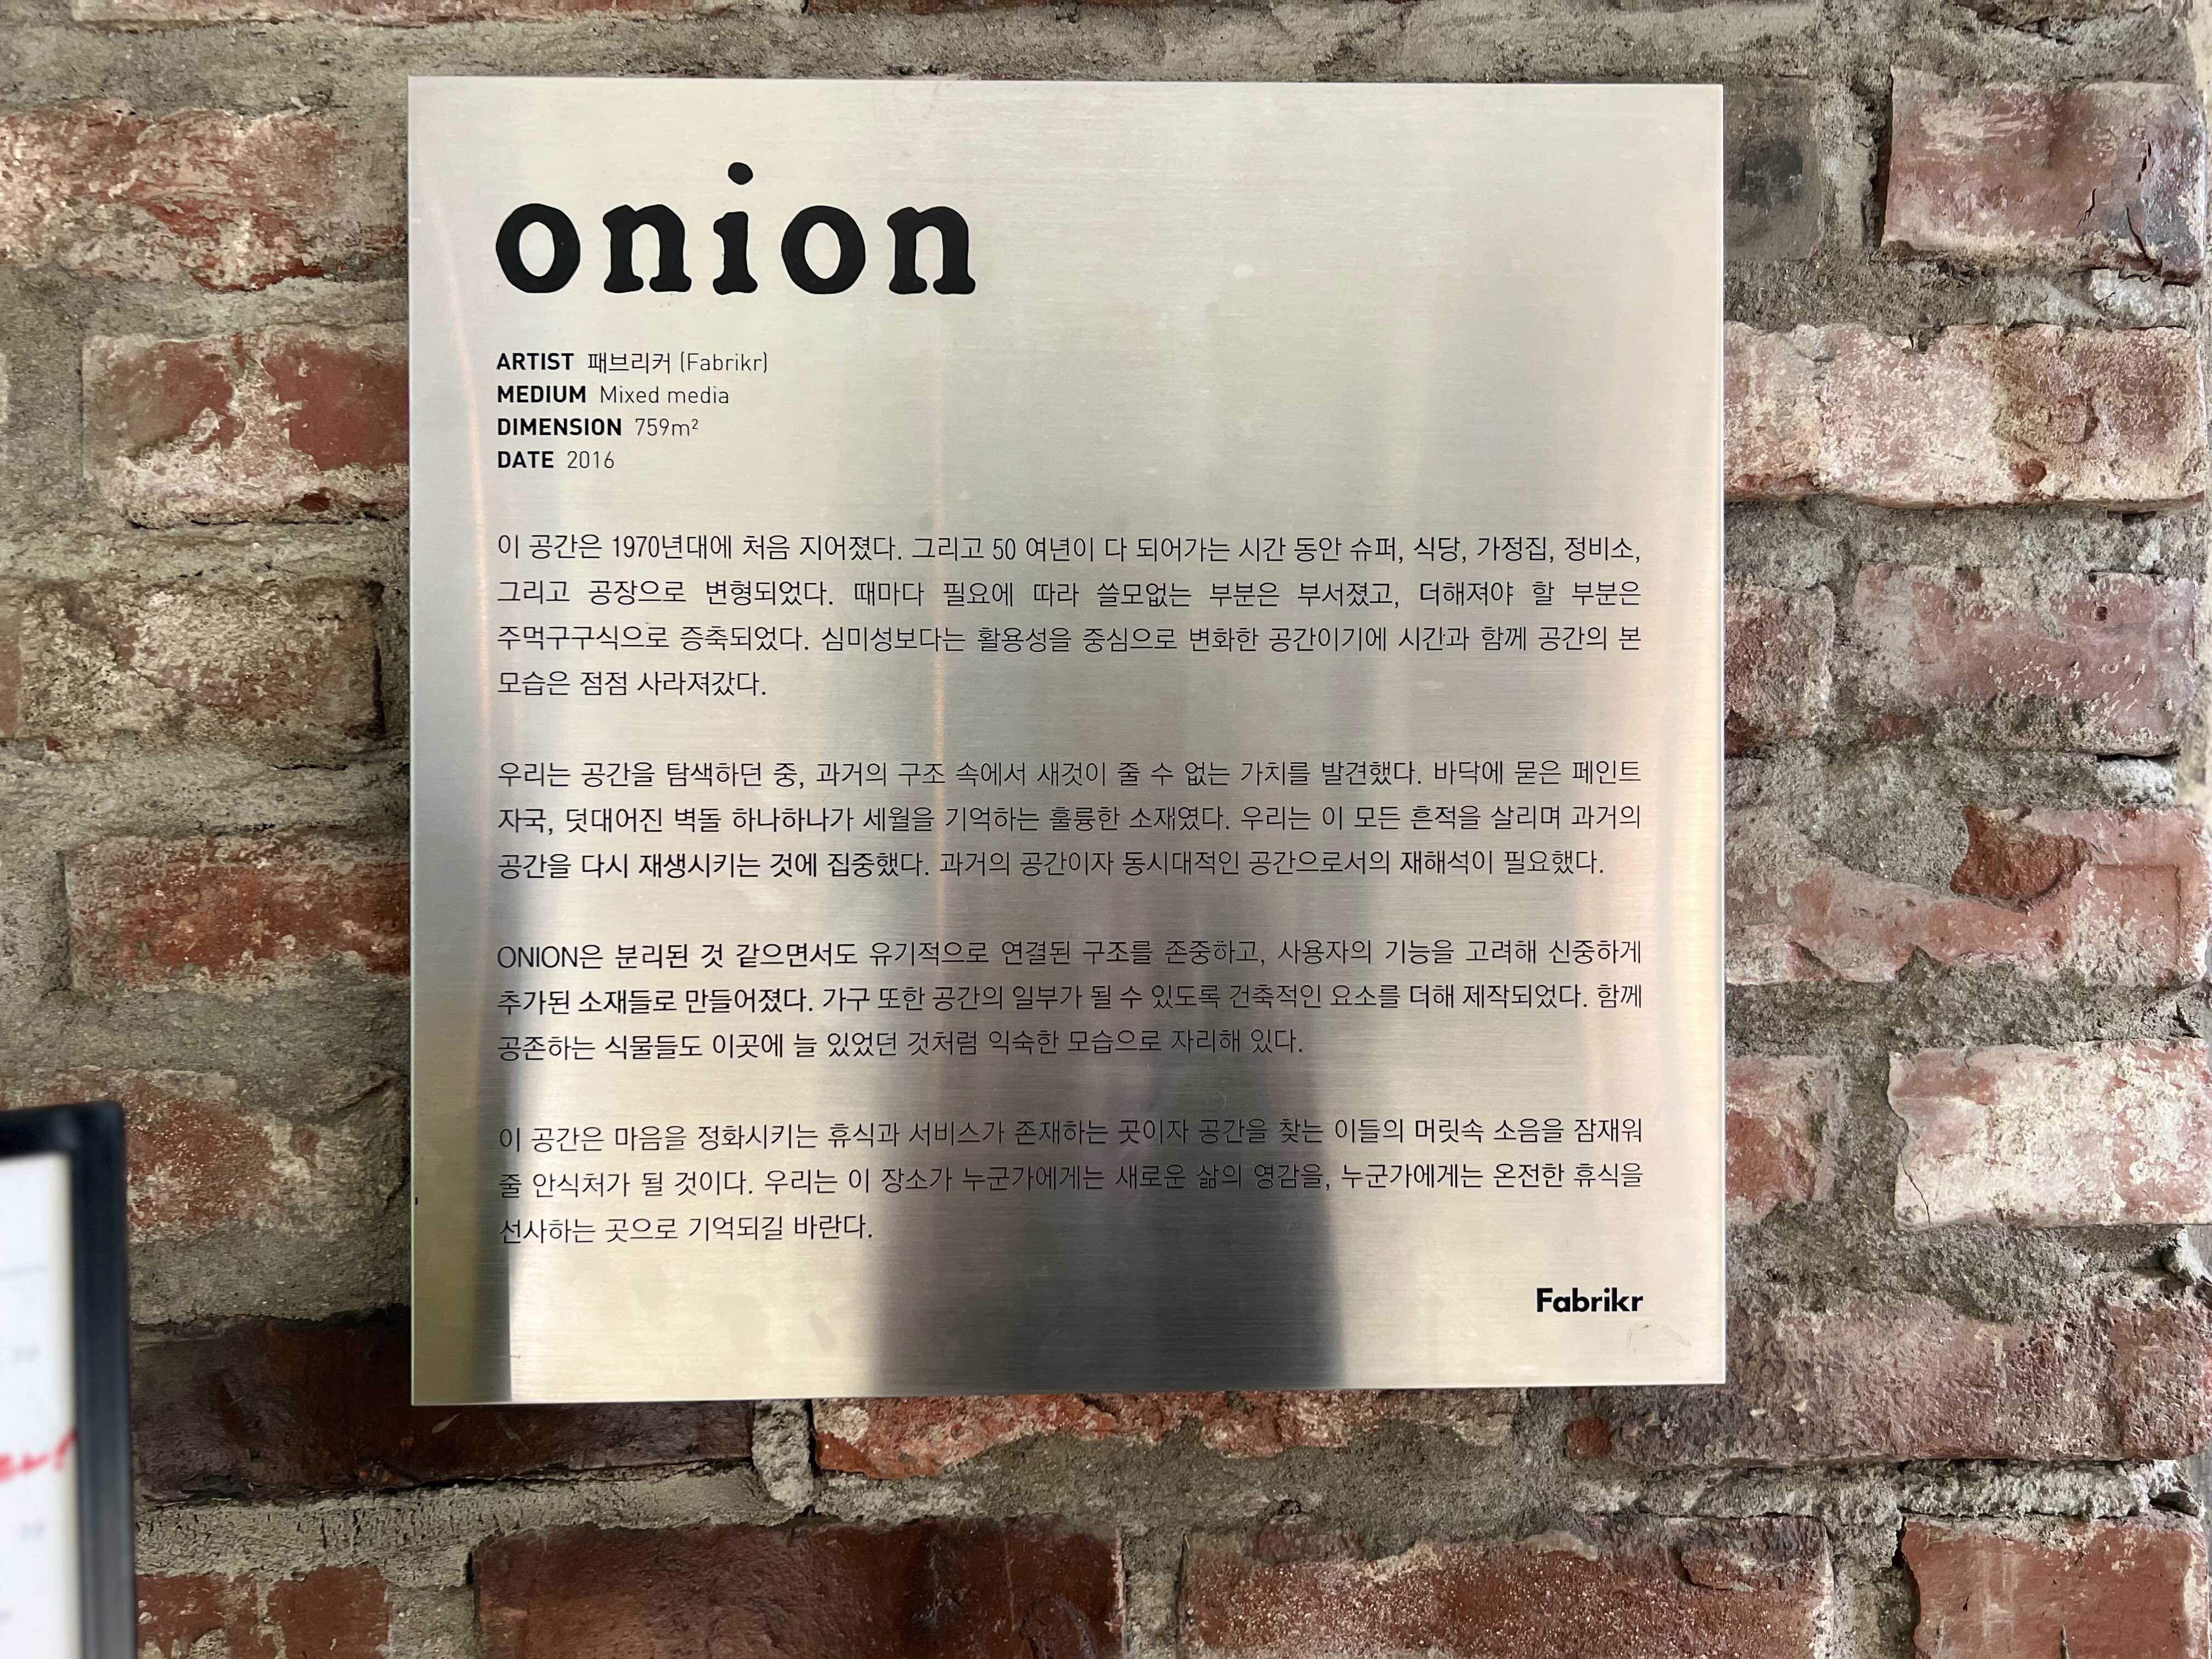 onion
ARTIST 패브리커 (Fabrikr)
MEDIUM Mixed media
DIMENSION 759m²
DATE 2016
이 공간은 1970년대에 처음 지어졌다. 그리고 50 여년이 다 되어가는 시간 동안 슈퍼, 식당, 가정집, 정비소,
그리고 공장으로 변형되었다. 때마다 필요에 따라 쓸모없는 부분은 부서졌고, 더해져야 할 부분은
주먹구구식으로 증축되었다. 심미성보다는 활용성을 중심으로 변화한 공간이기에 시간과 함께 공간의 본
모습은 점점 사라져갔다.
우리는 공간을 탐색하던 중, 과거의 구조 속에서 새것이 줄 수 없는 가치를 발견했다. 바닥에 묻은 페인트
자국, 덧대어진 벽돌 하나하나가 세월을 기억하는 훌륭한 소재였다. 우리는 이 모든 흔적을 살리며 과거의
공간을 다시 재생시키는 것에 집중했다. 과거의 공간이자 동시대적인 공간으로서의 재해석이 필요했다.
ONION은 분리된 것 같으면서도 유기적으로 연결된 구조를 존중하고, 사용자의 기능을 고려해 신중하게
추가된 소재들로 만들어졌다. 가구 또한 공간의 일부가 될 수 있도록 건축적인 요소를 더해 제작되었다. 함께
공존하는 식물들도 이곳에 늘 있었던 것처럼 익숙한 모습으로 자리해 있다.
이 공간은 마음을 정화시키는 휴식과 서비스가 존재하는 곳이자 공간을 찾는 이들의 머릿속 소음을 잠재워
줄 안식처가 될 것이다. 우리는 이 장소가 누군가에게는 새로운 삶의 영감을, 누군가에게는 온전한 휴식을
선사하는 곳으로 기억되길 바란다.
Fabrikr